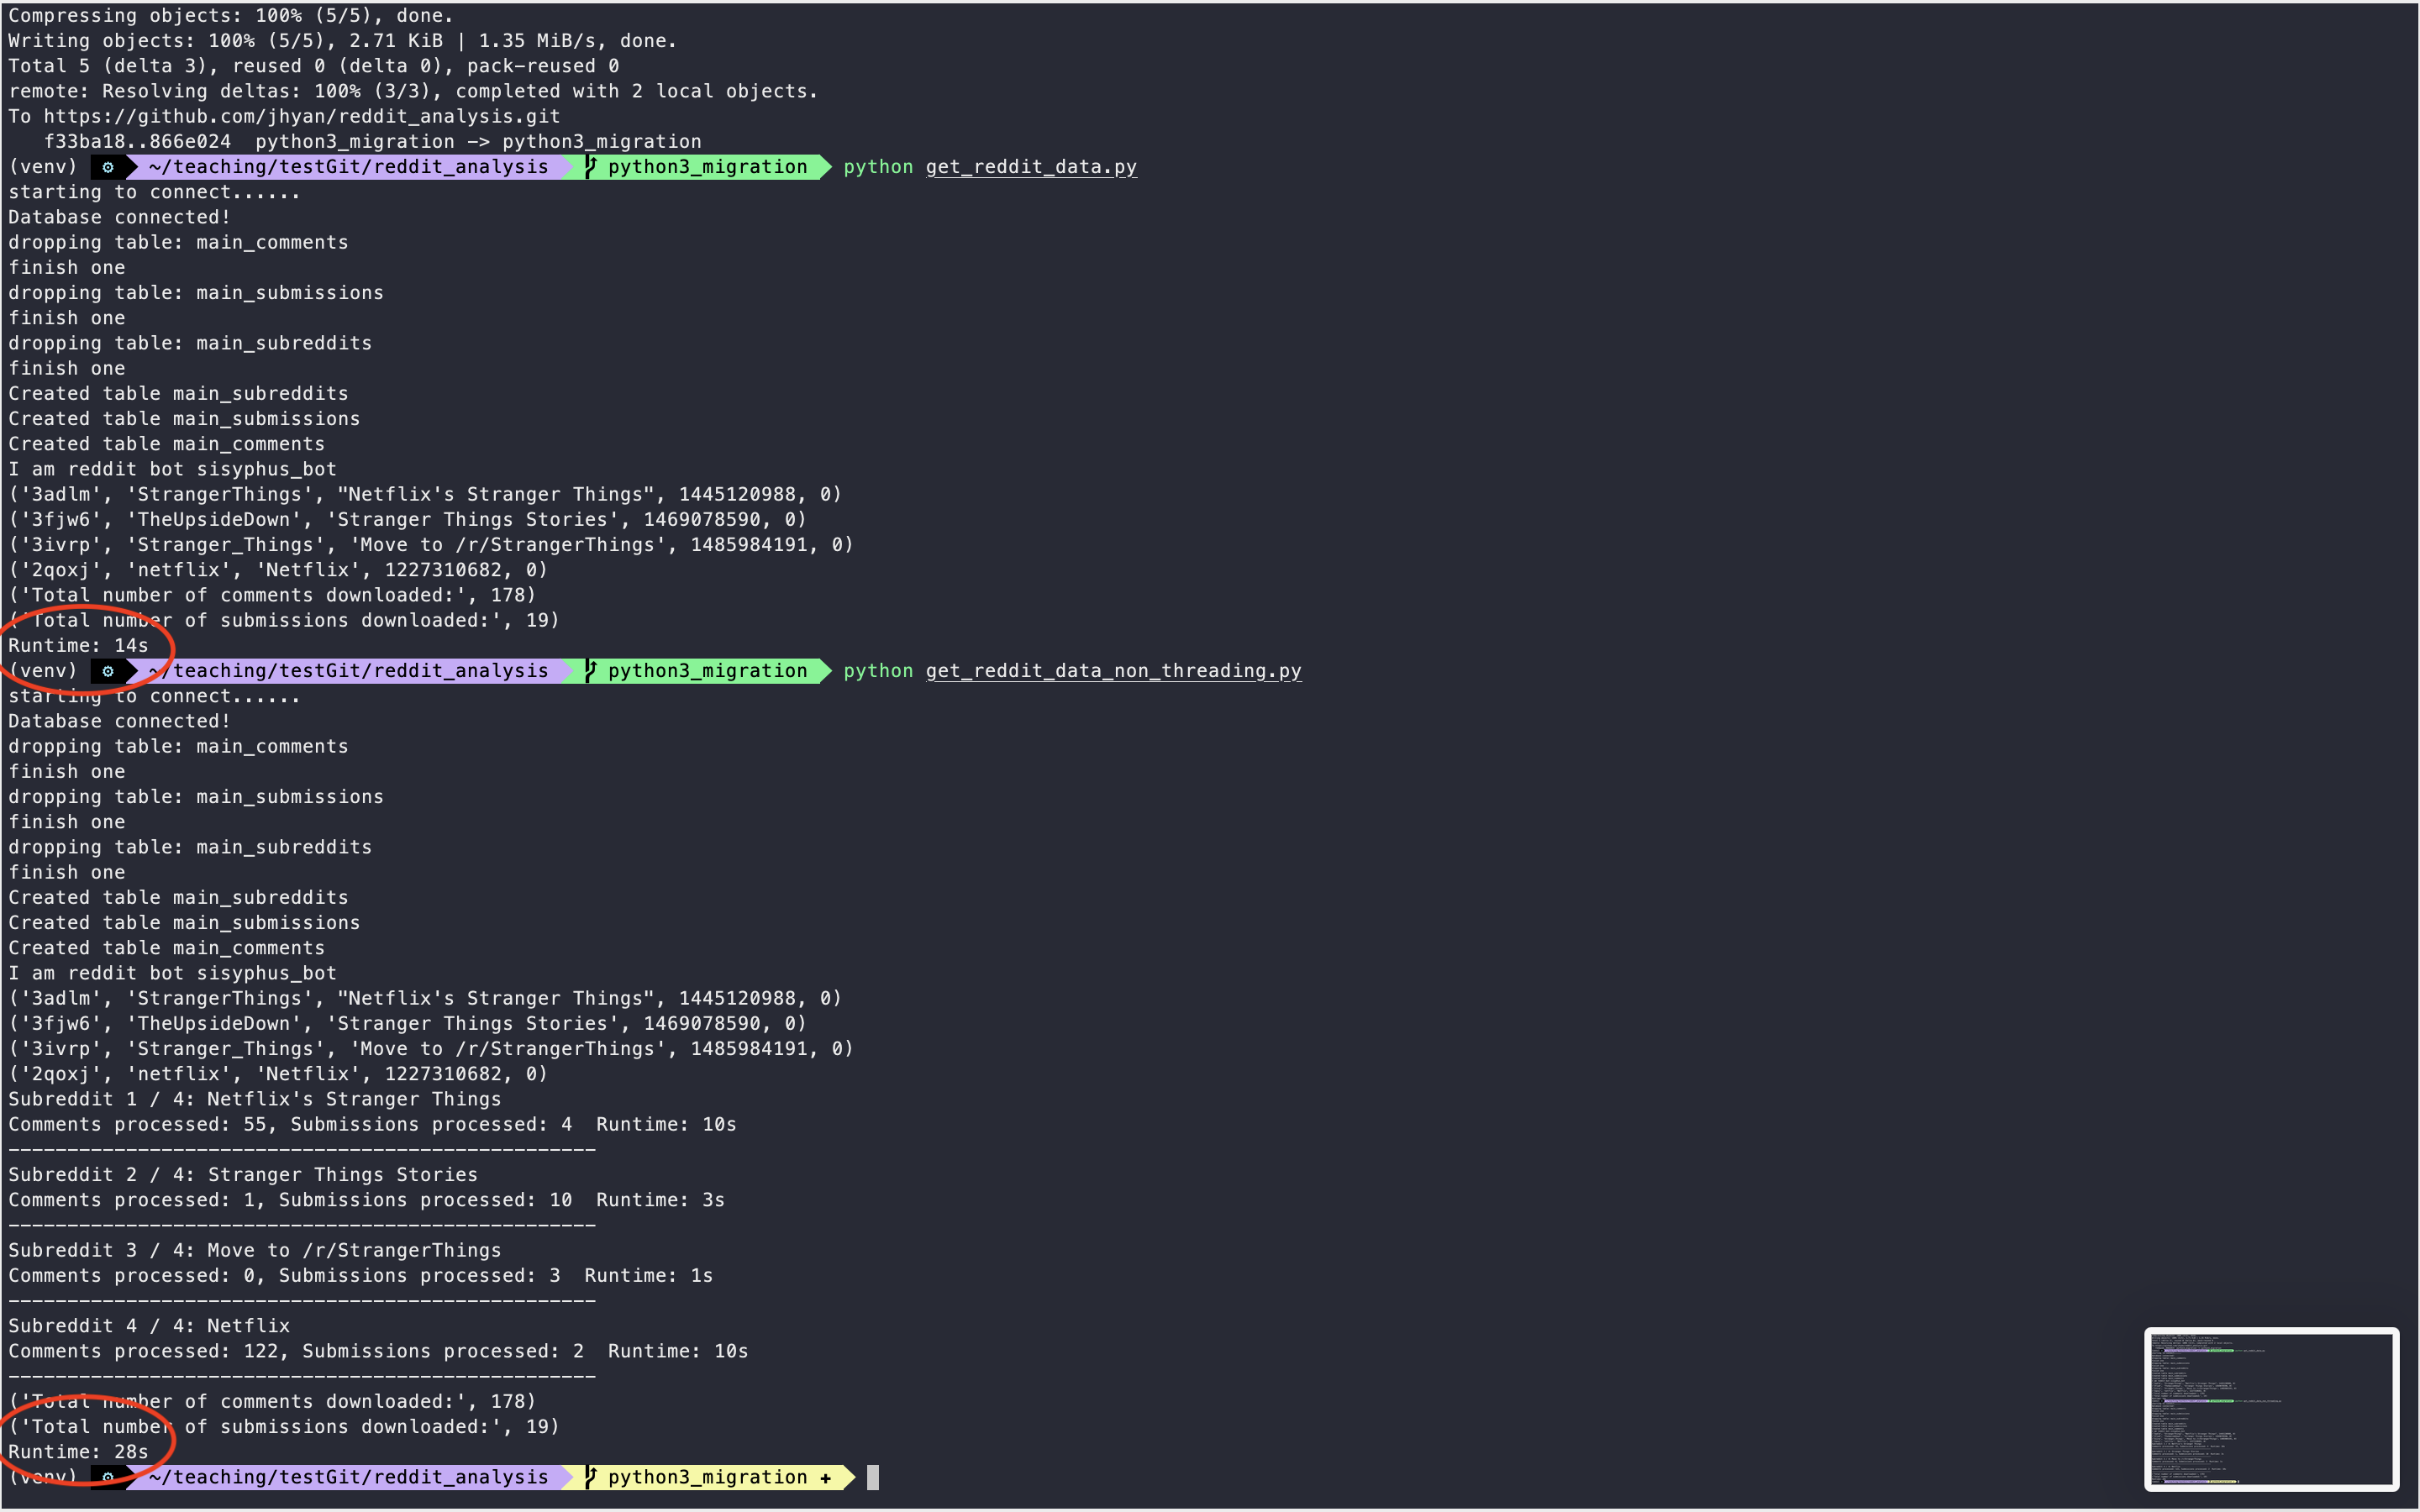 Compressing objects: 100% (5/5), done.
Writing objects: 100% (5/5), 2.71 KiB | 1.35 MiB/s, done.
Total 5 (delta 3), reused 0 (delta 0), pack-reused 0
remote: Resolving deltas: 100% (3/3), completed with 2 local objects.
To https://github.com/jhyan/reddit_analysis.git
   f33ba18..866e024  python3_migration -> python3_migration
(venv) ~/teaching/testGit/reddit_analysis python3_migration python get_reddit_data.py
starting to connect......
Database connected!
dropping table: main_comments
finish one
dropping table: main_submissions
finish one
dropping table: main_subreddits
finish one
Created table main_subreddits
Created table main_submissions
Created table main_comments
I am reddit bot sisyphus_bot
('3adlm', 'StrangerThings', "Netflix's Stranger Things", 1445120988, 0)
('3fjw6', 'TheUpsideDown', 'Stranger Things Stories', 1469078590, 0)
('3ivrp', 'Stranger_Things', 'Move to /r/StrangerThings', 1485984191, 0)
('2qoxj', 'netflix', 'Netflix', 1227310682, 0)
('Total number of comments downloaded:', 178)
('Total number of submissions downloaded:', 19)
Runtime: 14s
(venv) ~/teaching/testGit/reddit_analysis python3_migration python get_reddit_data_non_threading.py
starting to connect......
Database connected!
dropping table: main_comments
finish one
dropping table: main_submissions
finish one
dropping table: main_subreddits
finish one
Created table main_subreddits
Created table main_submissions
Created table main_comments
I am reddit bot sisyphus_bot
('3adlm', 'StrangerThings', "Netflix's Stranger Things", 1445120988, 0)
('3fjw6', 'TheUpsideDown', 'Stranger Things Stories', 1469078590, 0)
('3ivrp', 'Stranger_Things', 'Move to /r/StrangerThings', 1485984191, 0)
('2qoxj', 'netflix', 'Netflix', 1227310682, 0)
Subreddit 1 / 4: Netflix's Stranger Things
Comments processed: 55, Submissions processed: 4  Runtime: 10s
--------------------------------------------------
Subreddit 2 / 4: Stranger Things Stories
Comments processed: 1, Submissions processed: 10  Runtime: 3s
--------------------------------------------------
Subreddit 3 / 4: Move to /r/StrangerThings
Comments processed: 0, Submissions processed: 3  Runtime: 1s
--------------------------------------------------
Subreddit 4 / 4: Netflix
Comments processed: 122, Submissions processed: 2  Runtime: 10s
--------------------------------------------------
('Total number of comments downloaded:', 178)
('Total number of submissions downloaded:', 19)
Runtime: 28s
(venv) ~/teaching/testGit/reddit_analysis python3_migration +